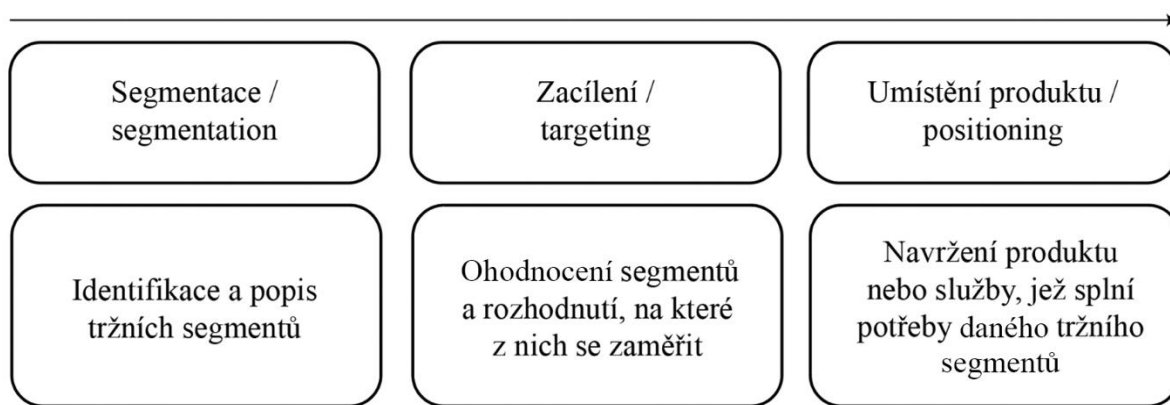 Segmentace /
segmentation
Zacílení /
targeting
Umístění produktu /
positioning
Identifikace a popis
tržních segmentů
Ohodnocení segmentů
a rozhodnutí, na které
z nich se zaměřit
Navržení produktu
nebo služby, jež splní
potřeby daného tržního
segmentů